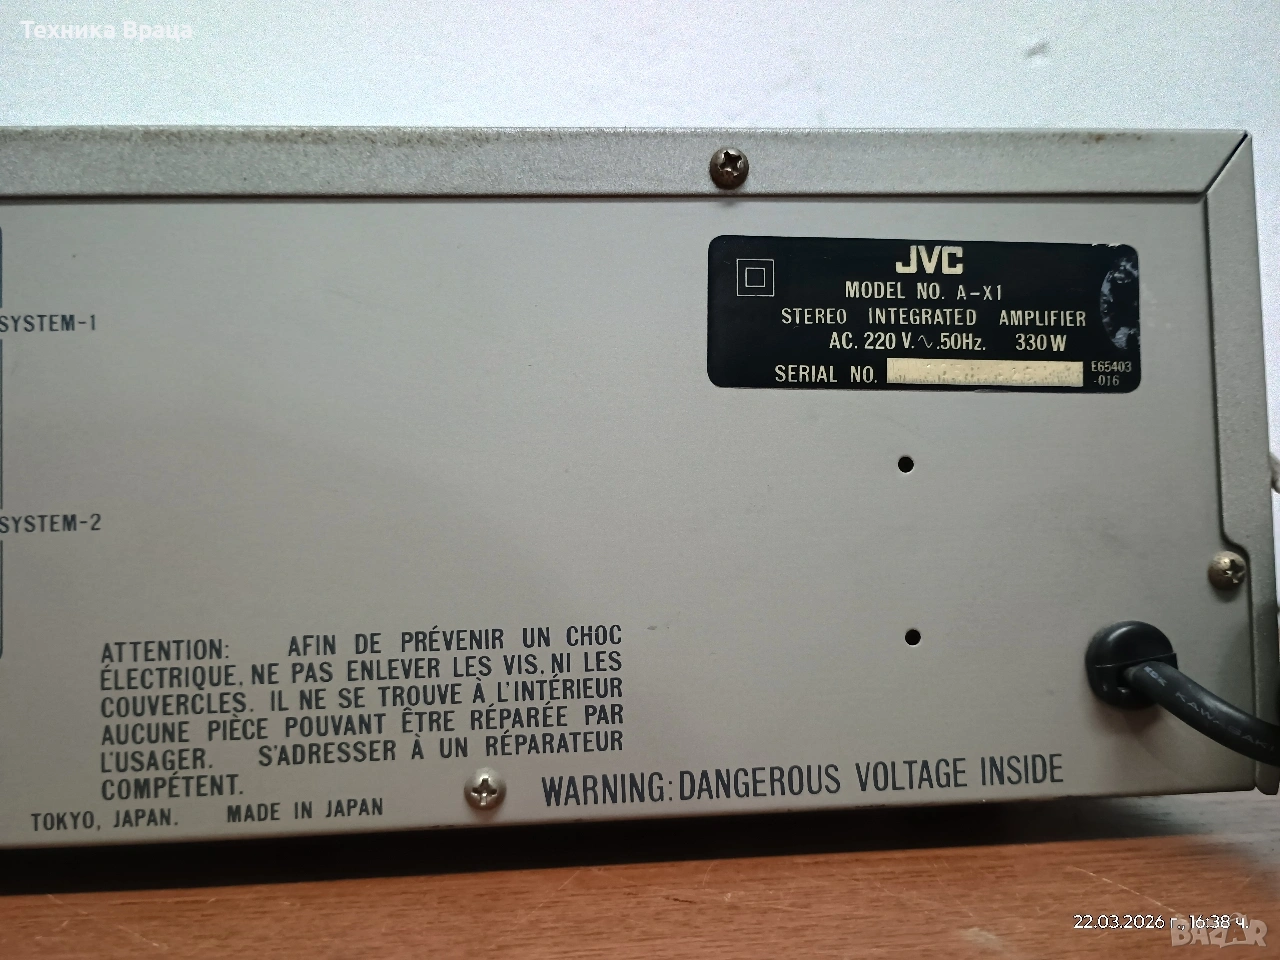 Техника Враца
JVC
MODEL NO. A-X1
STEREO INTEGRATED AMPLIFIER
AC. 220 V.∿.50Hz. 330W
SERIAL NO.
E65403
-016
SYSTEM-1
SYSTEM-2
ATTENTION: AFIN DE PRÉVENIR UN CHOC
ÉLECTRIQUE, NE PAS ENLEVER LES VIS, NI LES
COUVERCLES. IL NE SE TROUVE À L'INTÉRIEUR
AUCUNE PIÈCE POUVANT ÊTRE RÉPARÉE PAR
L'USAGER. S'ADRESSER À UN RÉPARATEUR
COMPÉTENT.
WARNING: DANGEROUS VOLTAGE INSIDE
TOKYO, JAPAN. MADE IN JAPAN
22.03.2026 г., 16:38 ч.
BAZAR